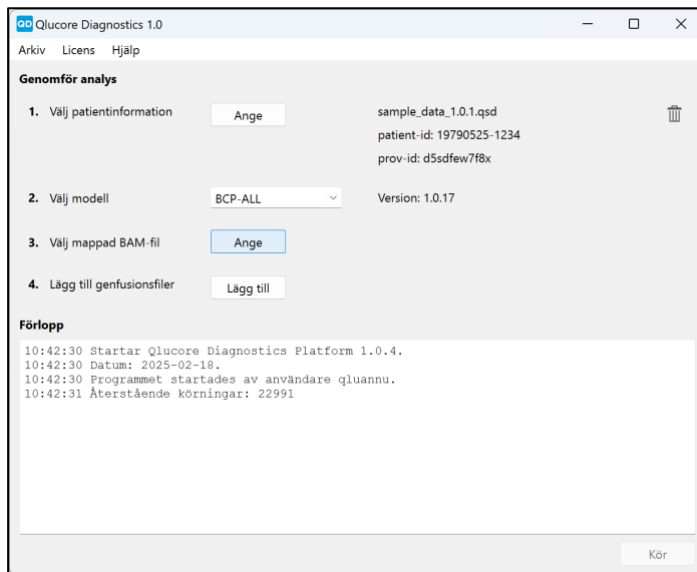 QD Qlucore Diagnostics 1.0
Arkiv Licens Hjälp
Genomför analys
1. Välj patientinformation Ange sample_data_1.0.1.qsd
patient-id: 19790525-1234
prov-id: d5sdfew7f8x
2. Välj modell BCP-ALL Version: 1.0.17
3. Välj mappad BAM-fil Ange
4. Lägg till genfusionsfiler Lägg till
Förlopp
10:42:30 Startar Qlucore Diagnostics Platform 1.0.4.
10:42:30 Datum: 2025-02-18.
10:42:30 Programmet startades av användare qluannu.
10:42:31 Återstående körningar: 22991
Kör